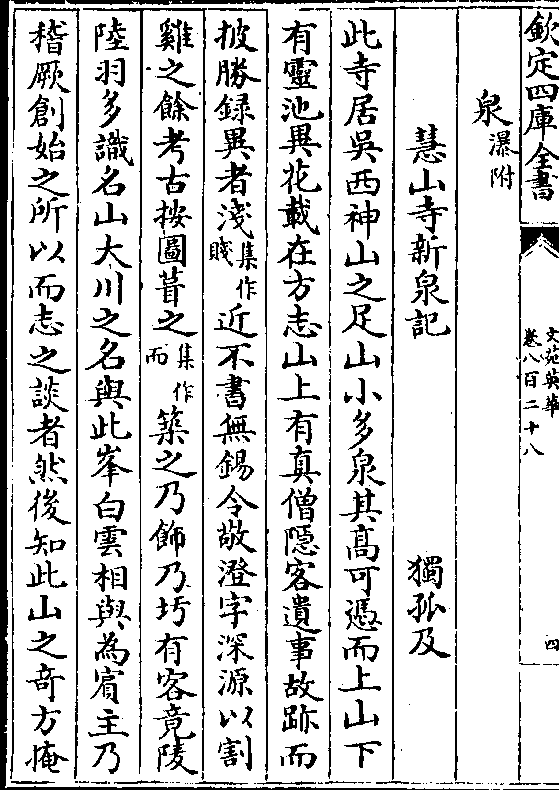 欽定四庫全書
文苑英華
卷八百二十八
四
泉瀑附
慧山寺新泉記 獨孤及
此寺居吳西神山之足山小多泉其高可憑而上山下
有靈池異花載在方志山上有真僧隱客遺事故跡而
披勝録異者淺集作賤近不書無錫令敬澄字深源以割
雞之餘考古按圖葺之集作而築之乃飾乃圬有客竟陵
陸羽多識名山大川之名與此峯白雲相與為賓主乃
稽厥創始之所以而志之談者然後知此山之奇方掩